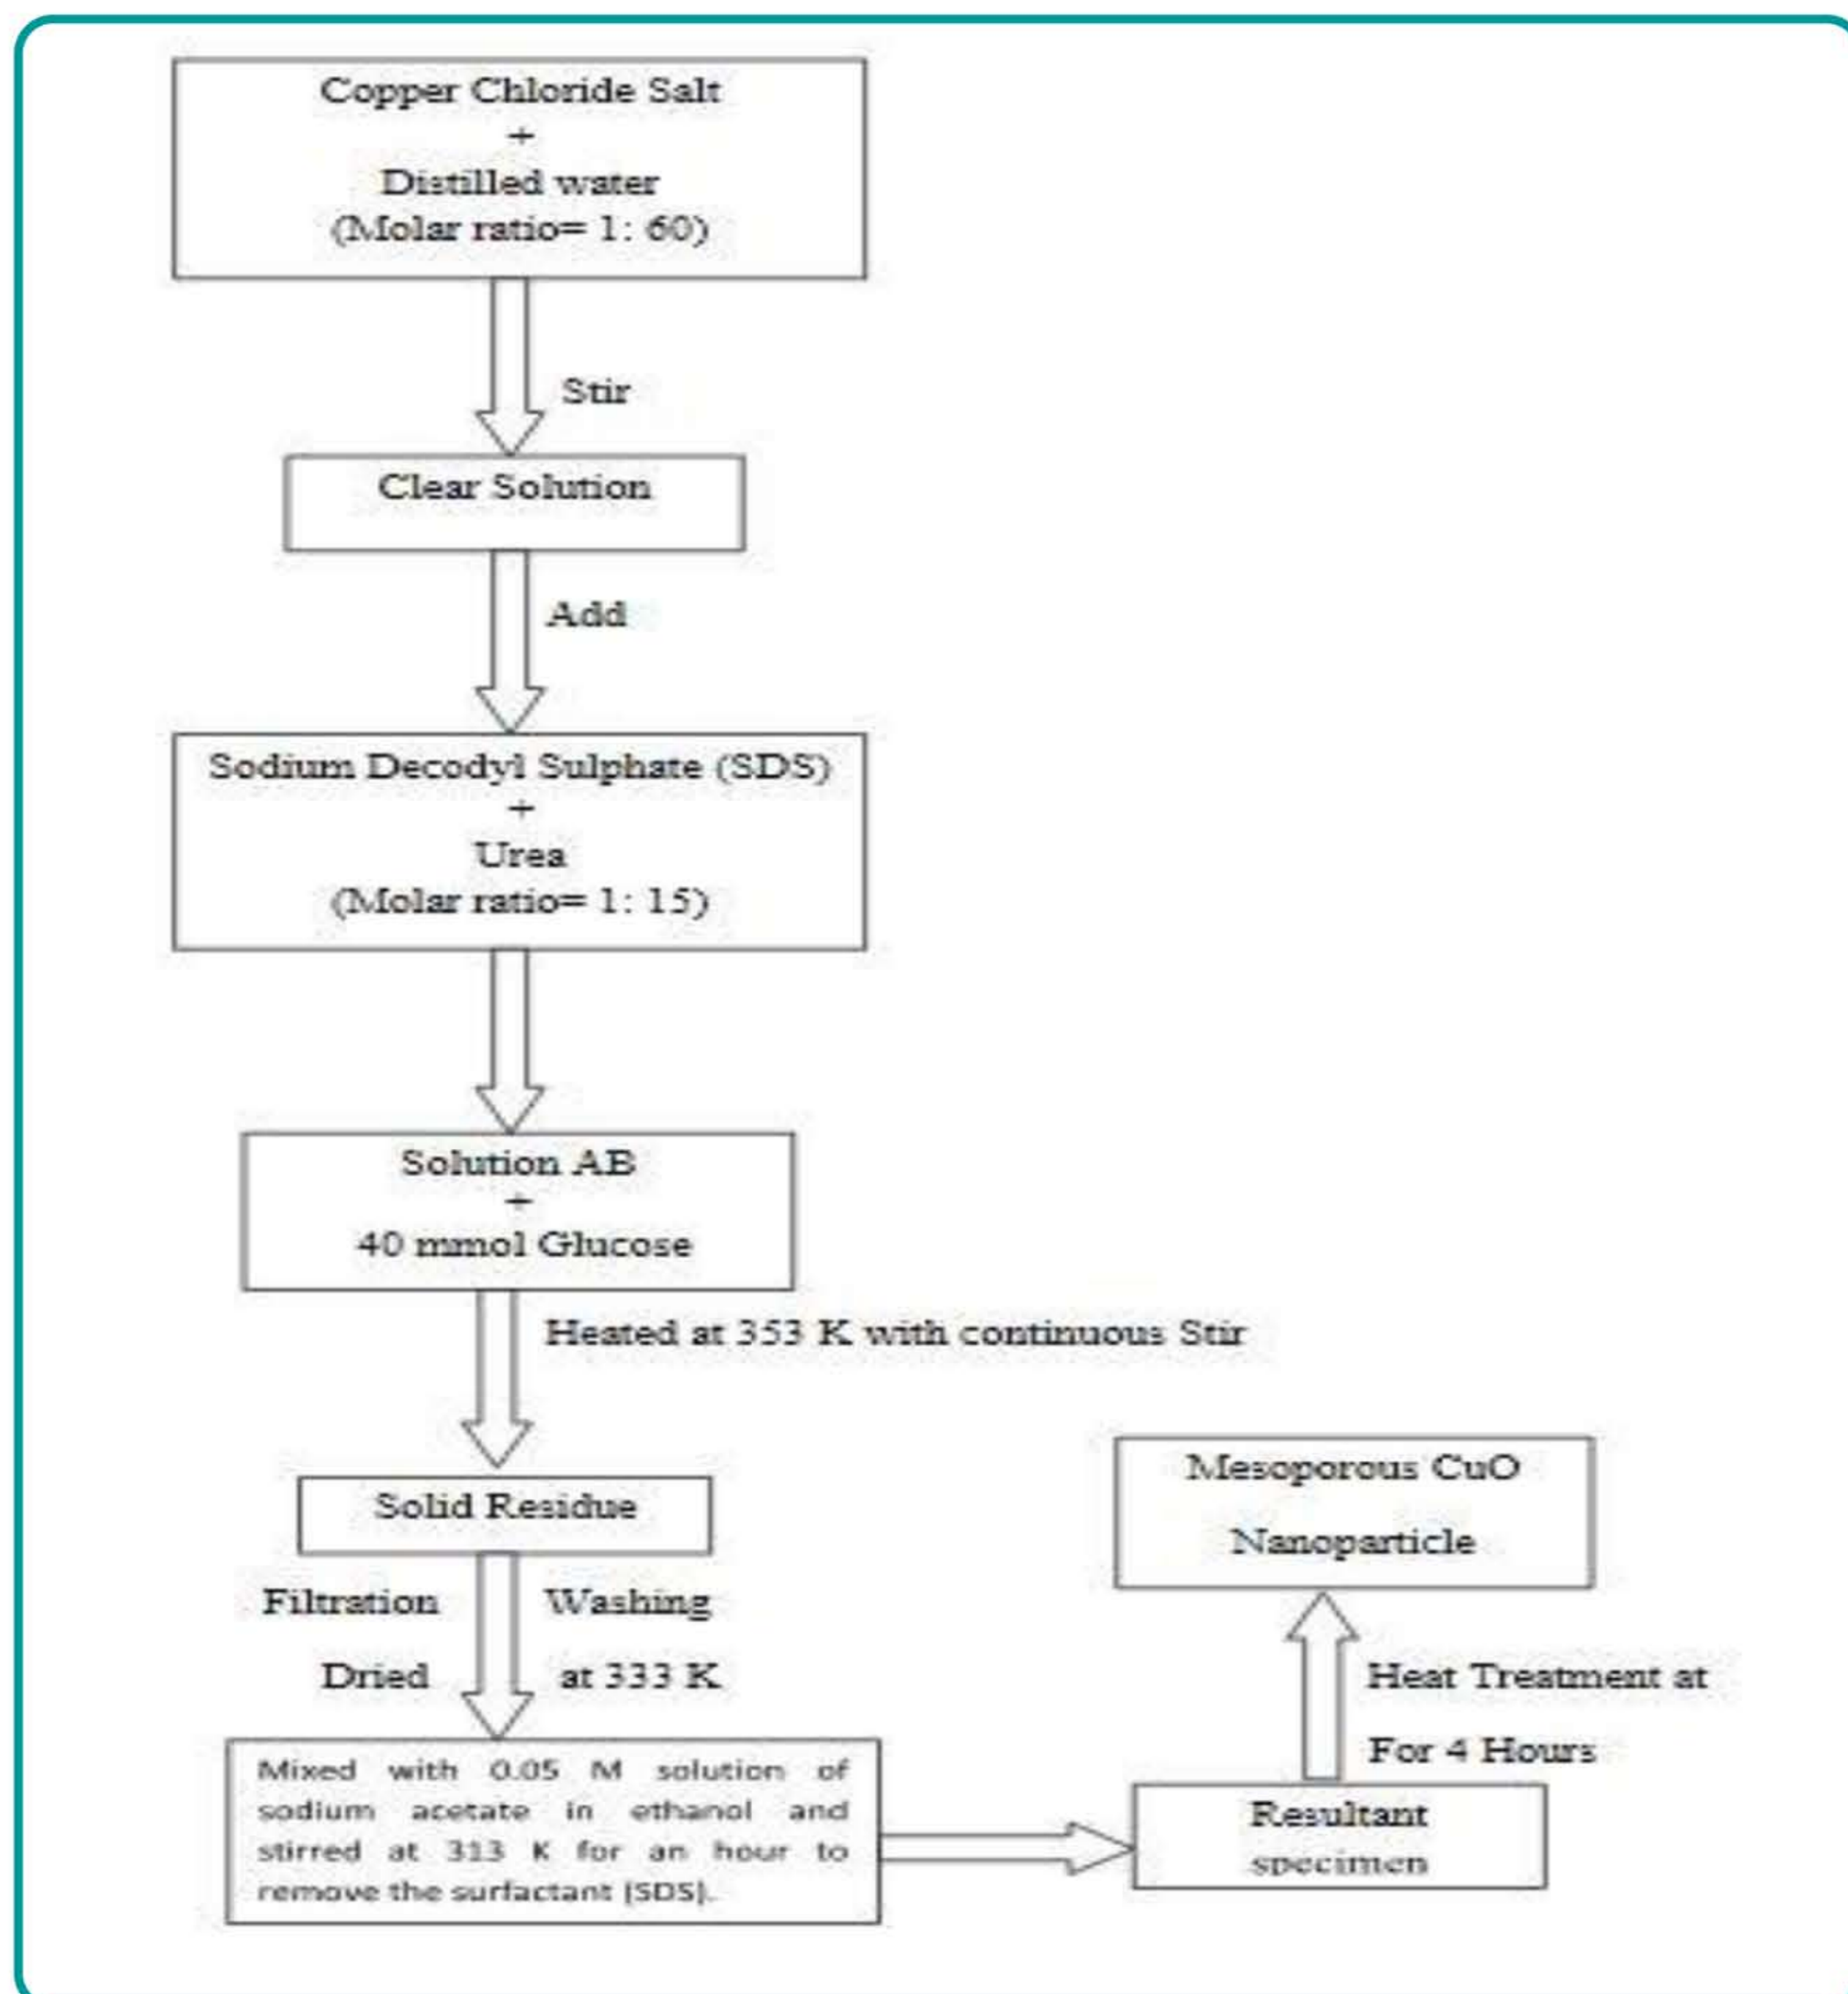 Copper Chloride Salt
+
Distilled water
(Molar ratio= 1: 60)
Stir
Clear Solution
Add
Sodium Decodyl Sulphate (SDS)
+
Urea
(Molar ratio= 1: 15)
Solution AB
+
40 mmol Glucose
Heated at 353 K with continuous Stir
Solid Residue
Filtration Washing
Dried at 333 K
Mixed with 0.05 M solution of
sodium acetate in ethanol and
stirred at 313 K for an hour to
remove the surfactant (SDS).
Resultant
specimen
Heat Treatment at
For 4 Hours
Mesoporous CuO
Nanoparticle